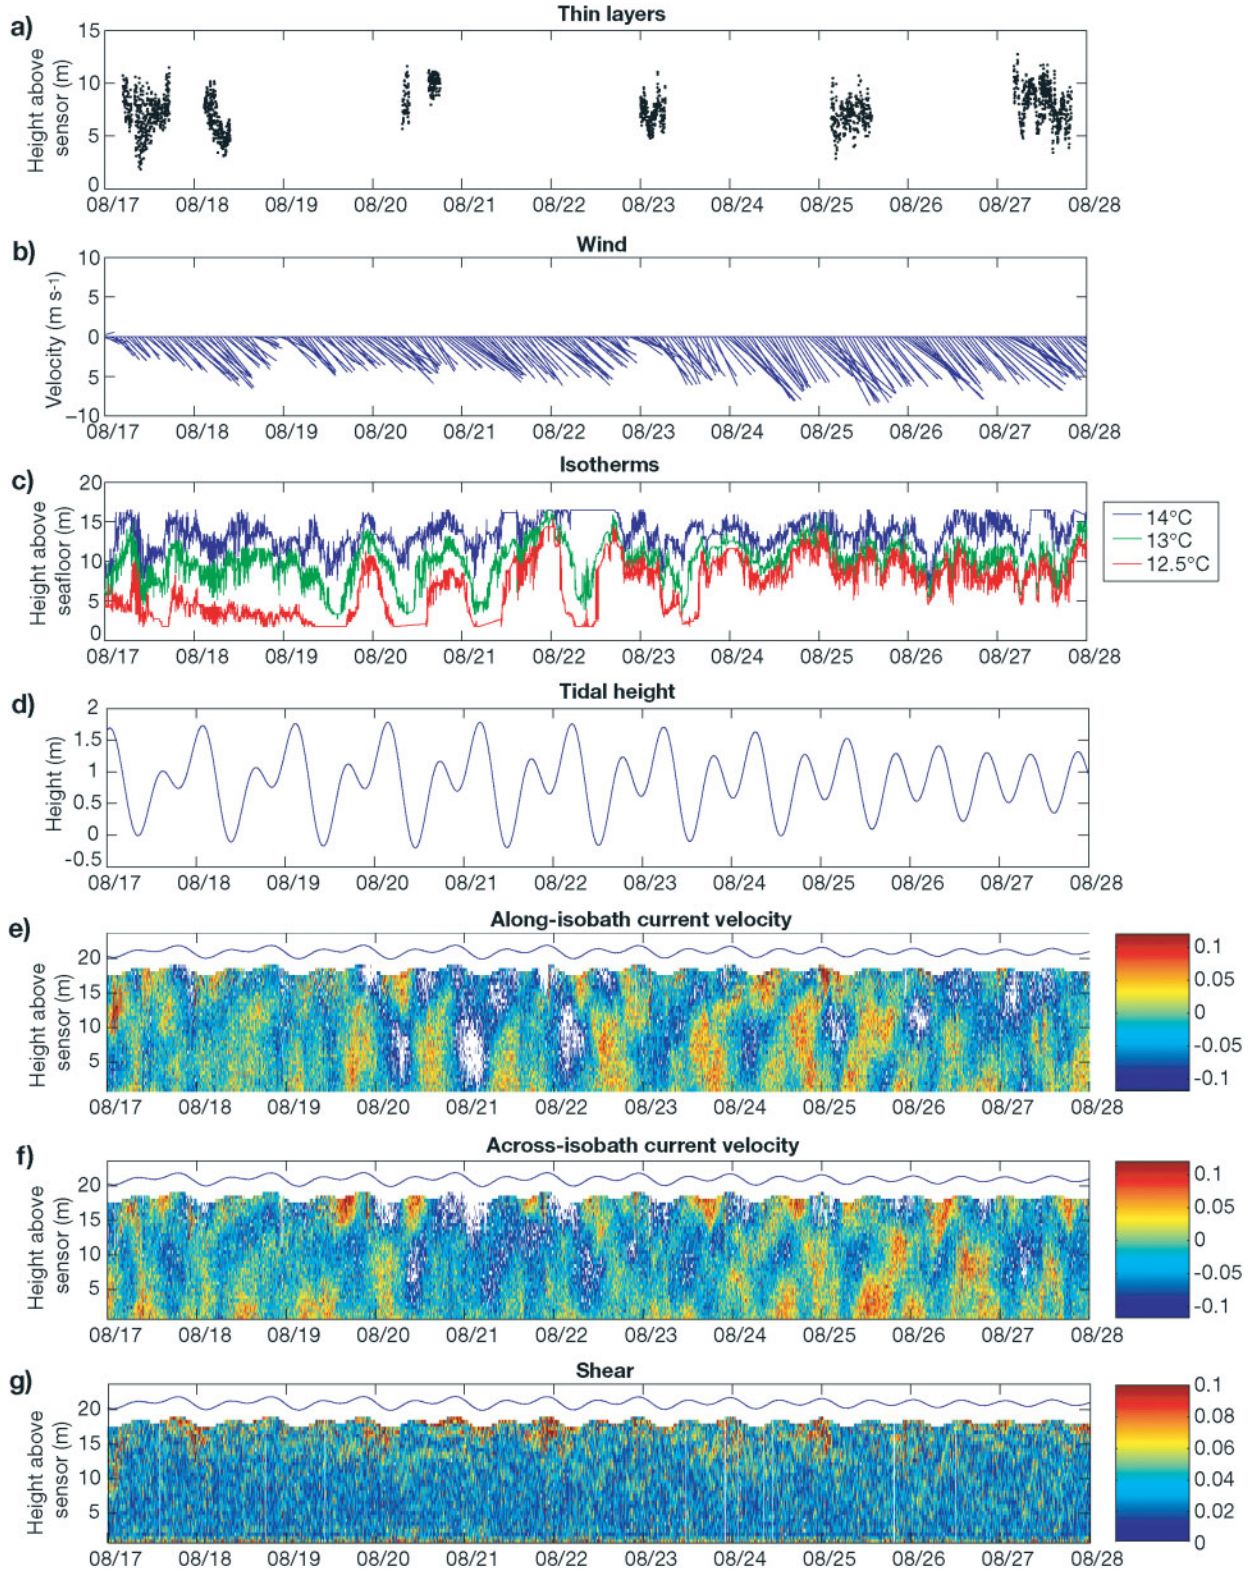 a)
Thin layers
Height above
sensor (m)
15
10
5
0
08/17 08/18 08/19 08/20 08/21 08/22 08/23 08/24 08/25 08/26 08/27 08/28
b)
Wind
Velocity (m s-1)
10
5
0
5
–10
08/17 08/18 08/19 08/20 08/21 08/22 08/23 08/24 08/25 08/26 08/27 08/28
c)
Isotherms
Height above
seafloor (m)
20
15
10
5
0
08/17 08/18 08/19 08/20 08/21 08/22 08/23 08/24 08/25 08/26 08/27 08/28
14°C
13°C
12.5°C
d)
Tidal height
Height (m)
2
1.5
1
0.5
0
-0.5
08/17 08/18 08/19 08/20 08/21 08/22 08/23 08/24 08/25 08/26 08/27 08/28
e)
Along-isobath current velocity
Height above
sensor (m)
20
15
10
5
08/17 08/18 08/19 08/20 08/21 08/22 08/23 08/24 08/25 08/26 08/27 08/28
0.1
0.05
0
-0.05
-0.1
f)
Across-isobath current velocity
Height above
sensor (m)
20
15
10
5
08/17 08/18 08/19 08/20 08/21 08/22 08/23 08/24 08/25 08/26 08/27 08/28
0.1
0.05
0
-0.05
-0.1
g)
Shear
Height above
sensor (m)
20
15
10
5
08/17 08/18 08/19 08/20 08/21 08/22 08/23 08/24 08/25 08/26 08/27 08/28
0.1
0.08
0.06
0.04
0.02
0